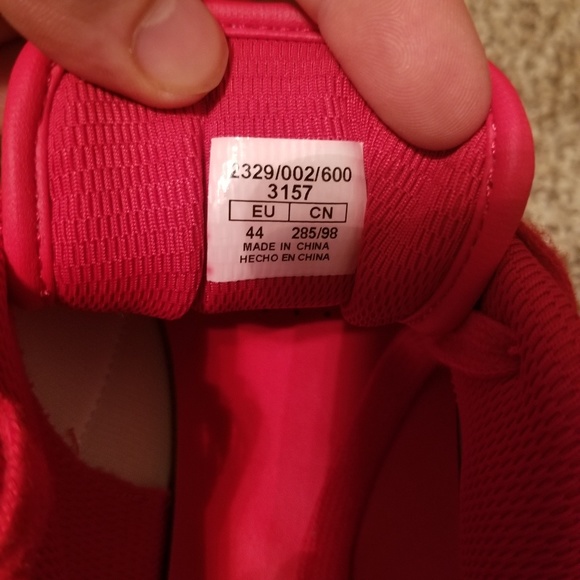 2329/002/600
3157
EU CN
44 285/98
MADE IN CHINA
HECHO EN CHINA